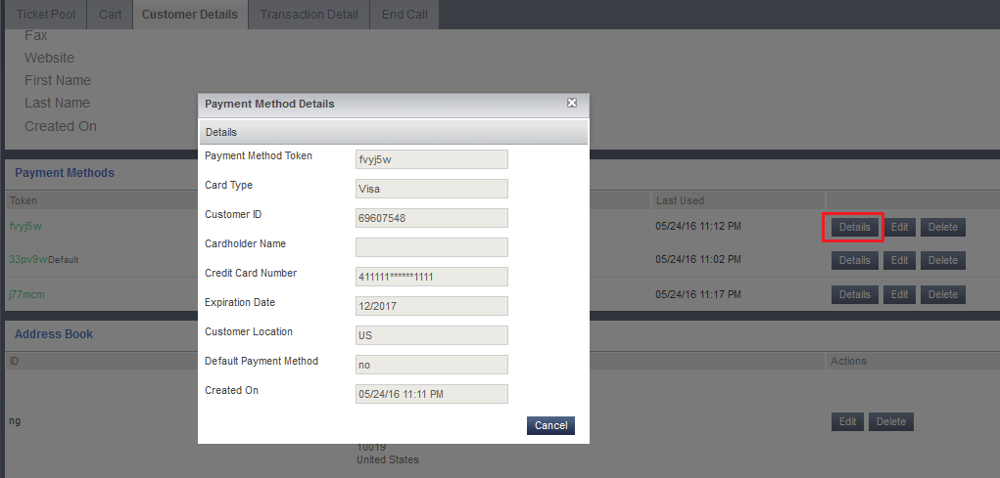 Ticket Pool Cart Customer Details Transaction Detail End Call
Fax
Website
First Name
Last Name
Created On
Payment Method Details
Details
Payment Method Token fvyj5w
Card Type Visa
Customer ID 69607548
Cardholder Name
Credit Card Number 411111******1111
Expiration Date 12/2017
Customer Location US
Default Payment Method no
Created On 05/24/16 11:11 PM
Cancel
Payment Methods
Token Last Used
fvyj5w 05/24/16 11:12 PM Details Edit Delete
33pv9w Default 05/24/16 11:02 PM Details Edit Delete
j77mcm 05/24/16 11:17 PM Details Edit Delete
Address Book
ID Actions
ng Edit Delete
10019
United States